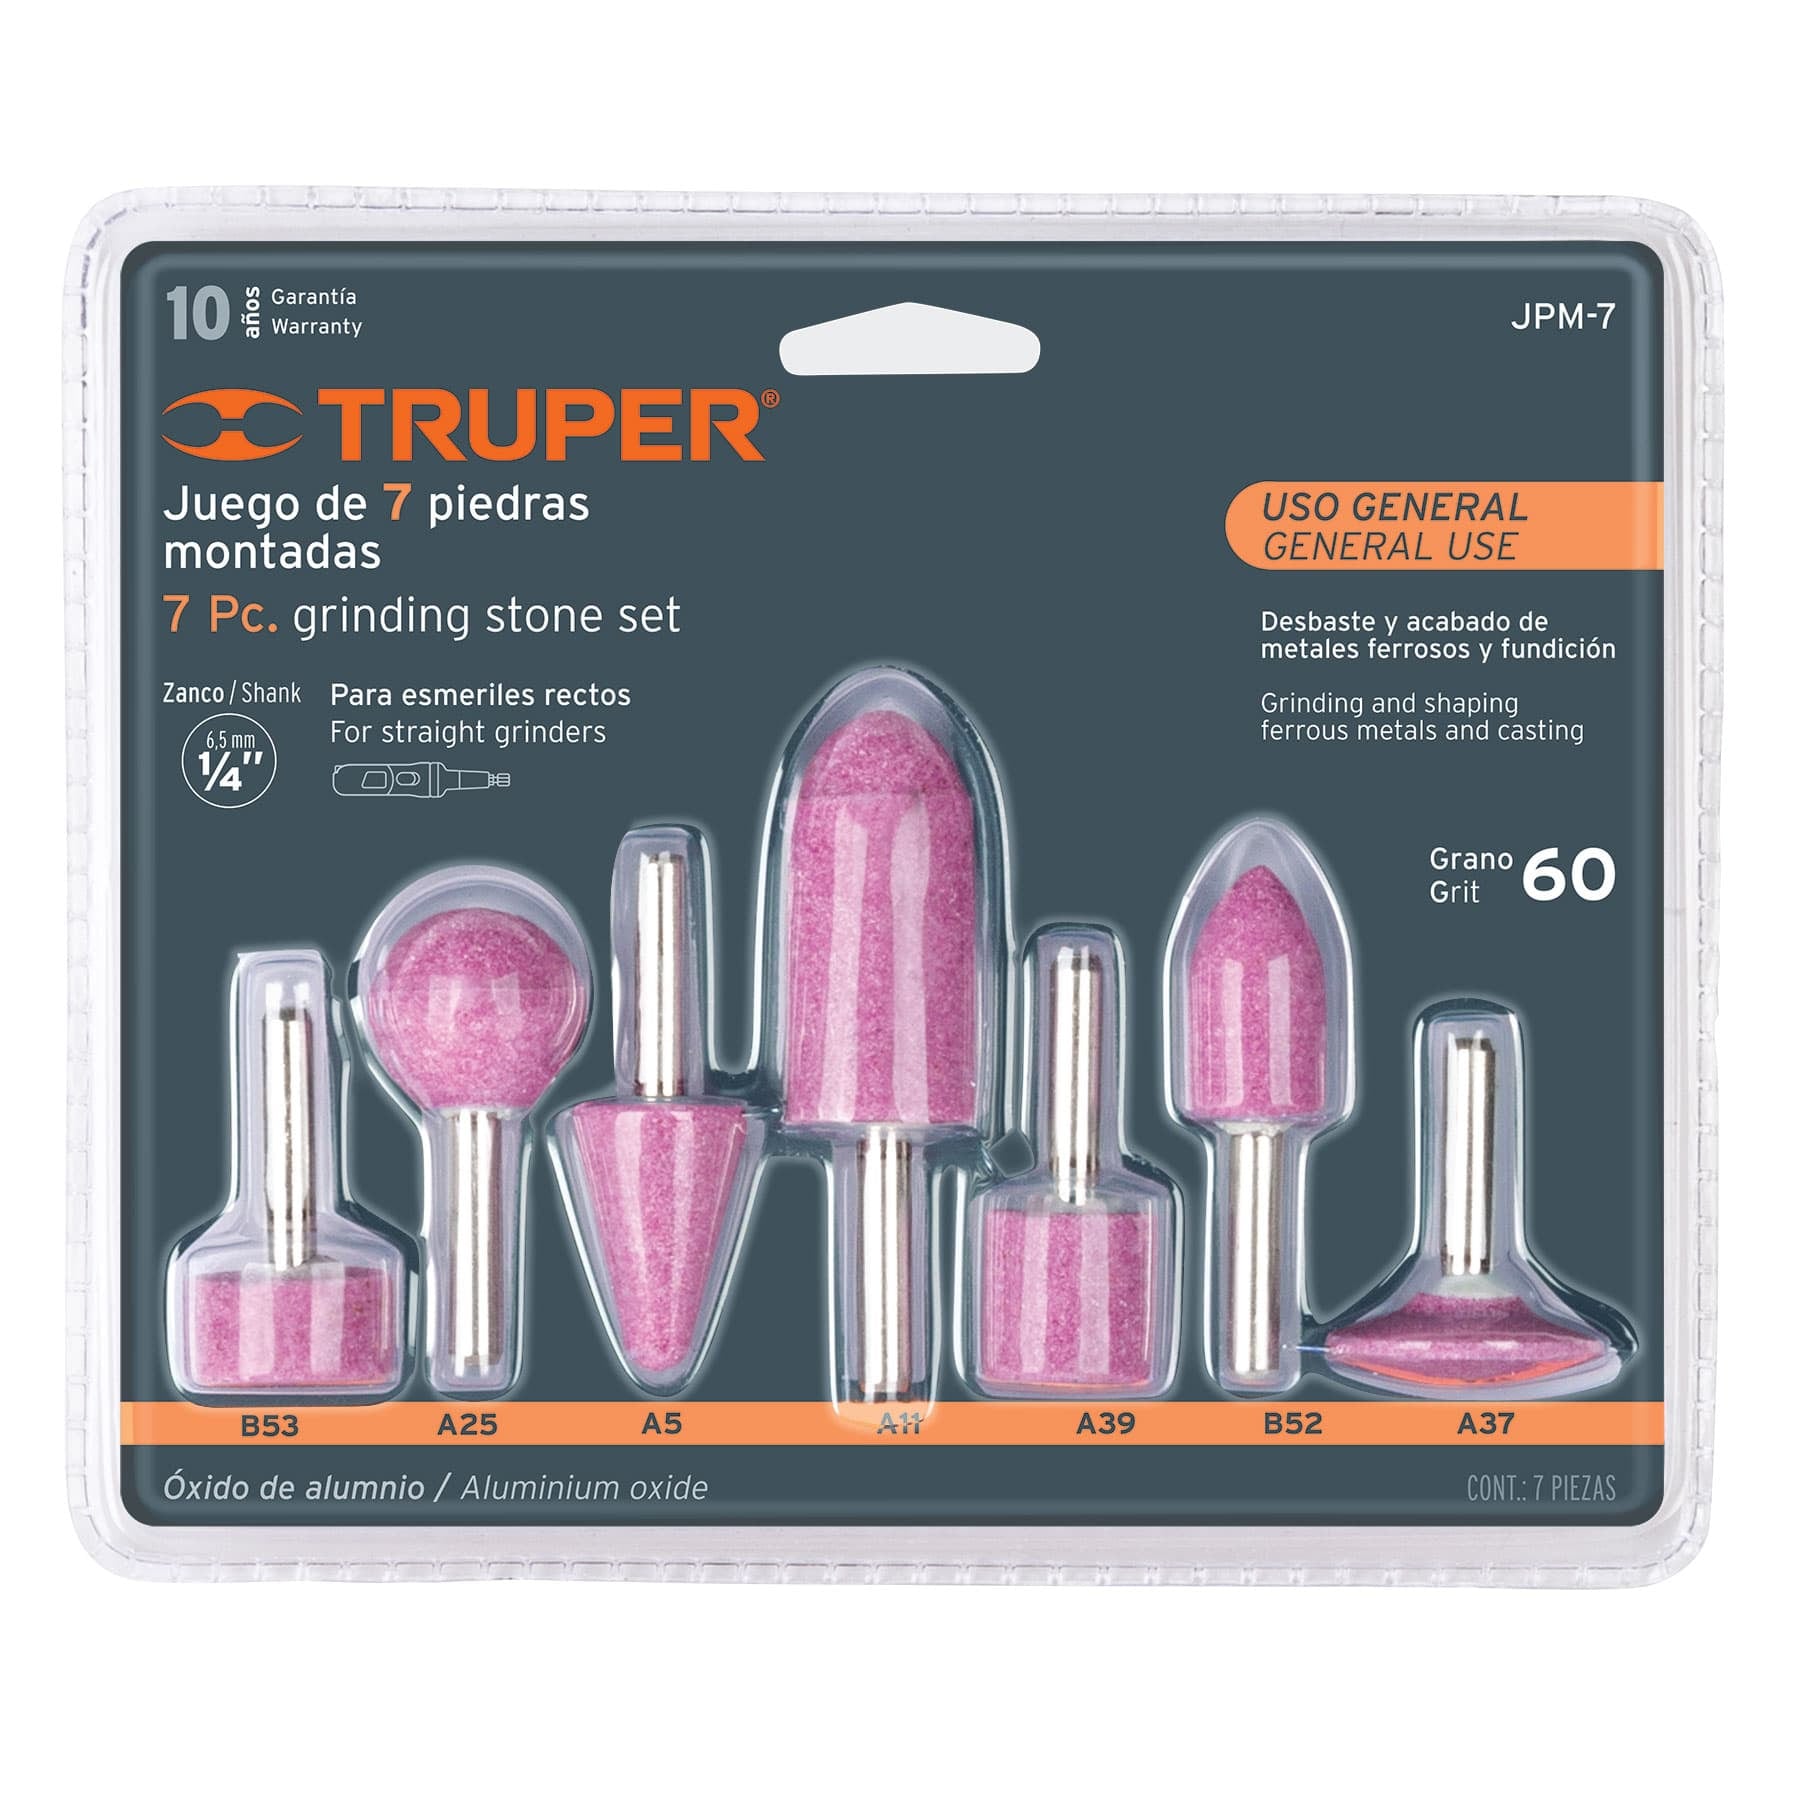 10 años Garantía
Warranty
JPM-7
TRUPER®
Juego de 7 piedras
montadas
7 Pc. grinding stone set
USO GENERAL
GENERAL USE
Desbaste y acabado de
metales ferrosos y fundición
Grinding and shaping
ferrous metals and casting
Zanco / Shank
6,5 mm
1/4"
Para esmeriles rectos
For straight grinders
Grano
Grit
60
B53 A25 A5 A11 A39 B52 A37
Óxido de alumnio / Aluminium oxide
CONT.: 7 PIEZAS